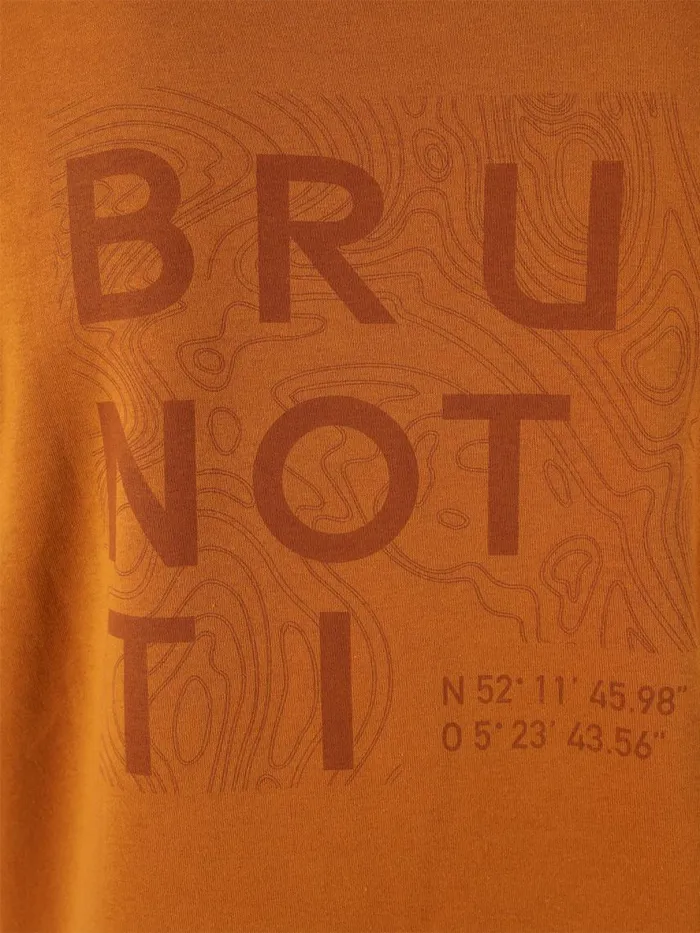 BRU
NOT
TI
N 52° 11' 45.98"
O 5° 23' 43.56"